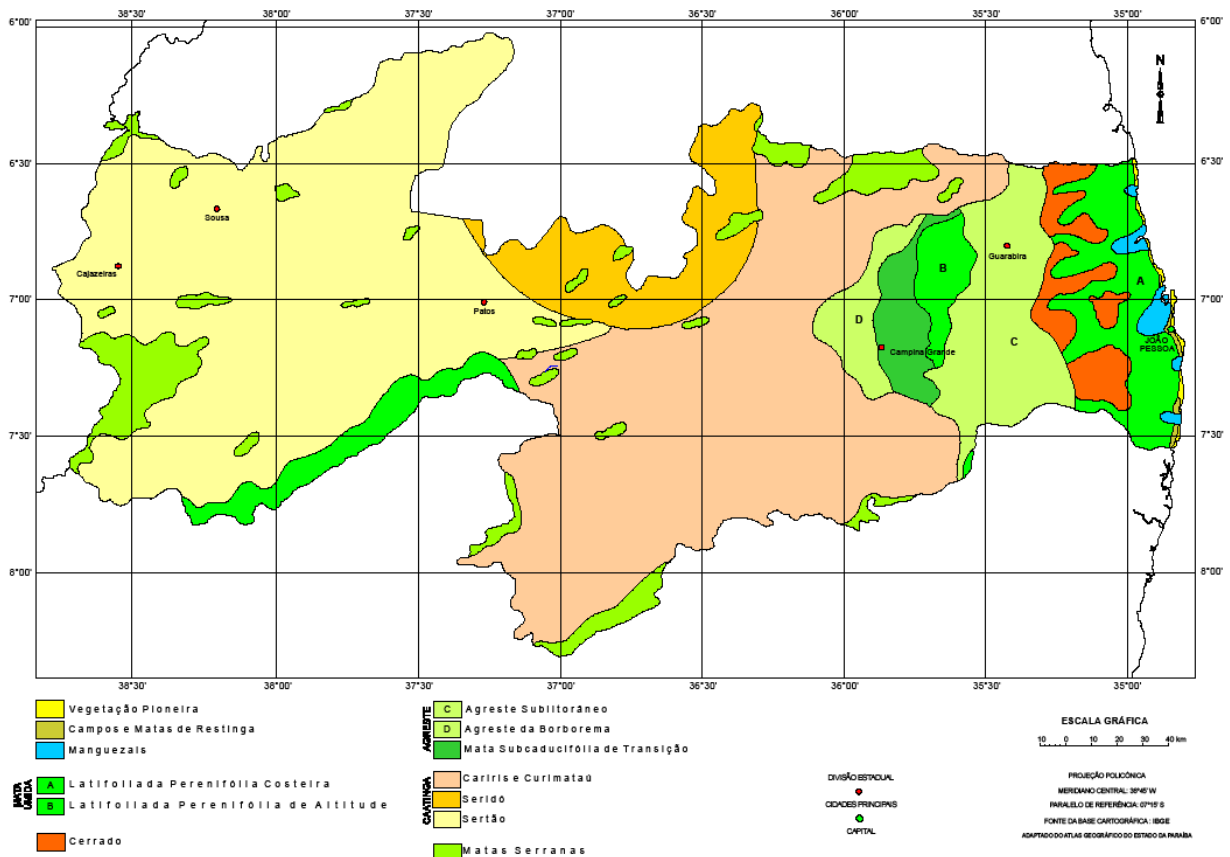 6°00' 38°30' 38°00' 37°30' 37°00' 36°30' 36°00' 35°30' 35°00' 6°00'
N
6°30' 6°30'
Sousa
Guarabira
Cajazeiras
B
A
7°00' 7°00'
Patos
D
JOÃO
PESSOA
Campina Grande
C
7°30' 7°30'
8°00' 8°00'
38°30' 38°00' 37°30' 37°00' 36°30' 36°00' 35°30' 35°00'
Vegetação Pioneira
Campos e Matas de Restinga
Manguezais
MATA
ÚMIDA
A Latifoliada Perenifólia Costeira
B Latifoliada Perenifólia de Altitude
Cerrado
AGRESTE
C Agreste Sublitorâneo
D Agreste da Borborema
Mata Subcaducifólia de Transição
CAATINGA
Cariris e Curimataú
Seridó
Sertão
Matas Serranas
DIVISÃO ESTADUAL
CIDADES PRINCIPAIS
CAPITAL
ESCALA GRÁFICA
10 0 10 20 30 40 km
PROJEÇÃO POLICÔNICA
MERIDIANO CENTRAL: 36°45' W
PARALELO DE REFERÊNCIA: 07°15' S
FONTE DA BASE CARTOGRÁFICA : IBGE
ADAPTADO DO ATLAS GEOGRÁFICO DO ESTADO DA PARAÍBA